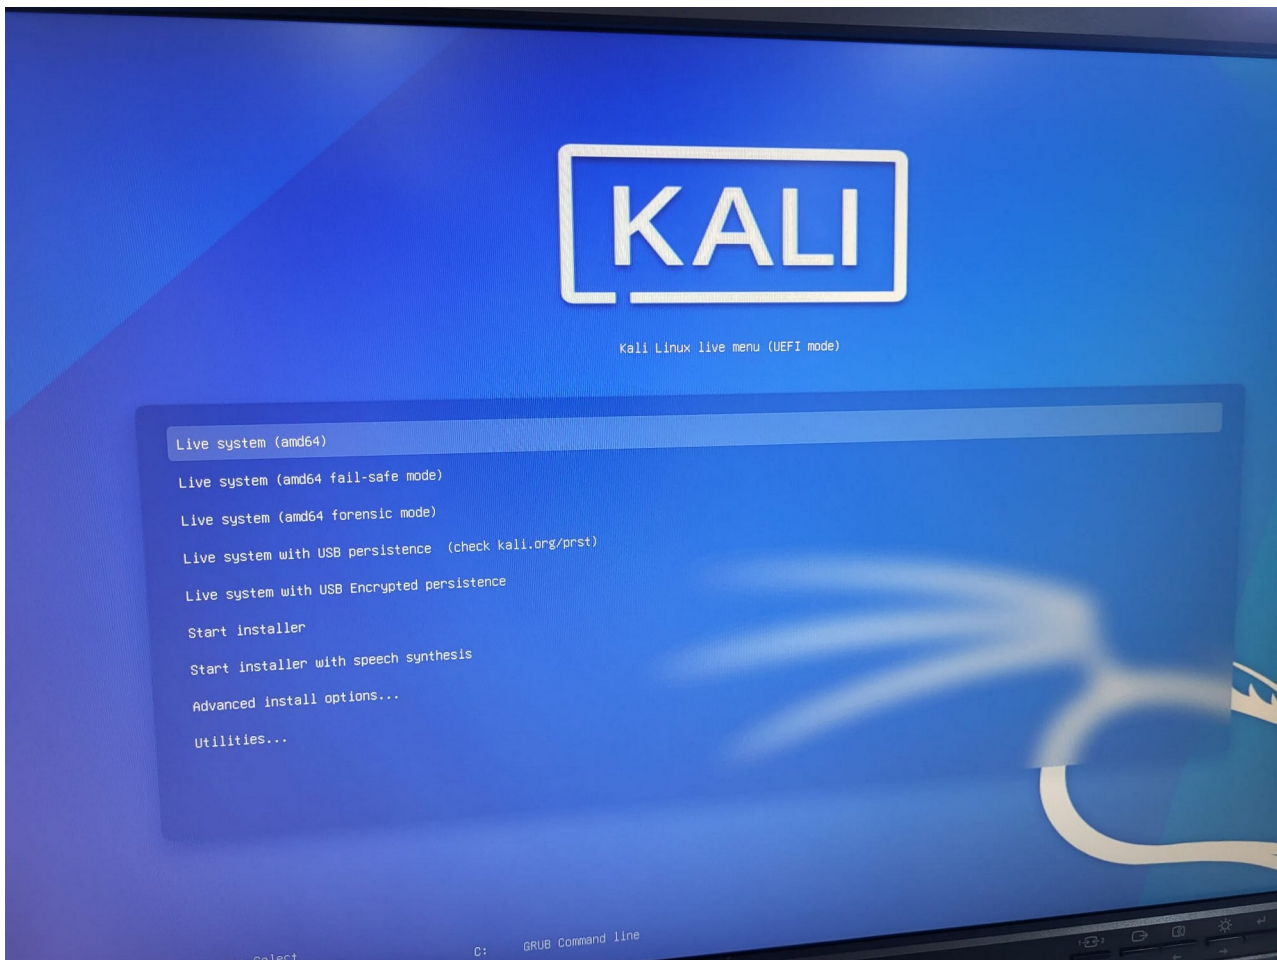 KALI
Kali Linux live menu (UEFI mode)
Live system (amd64)
Live system (amd64 fail-safe mode)
Live system (amd64 forensic mode)
Live system with USB persistence  (check kali.org/prst)
Live system with USB Encrypted persistence
Start installer
Start installer with speech synthesis
Advanced install options...
Utilities...
Select C: GRUB Command line